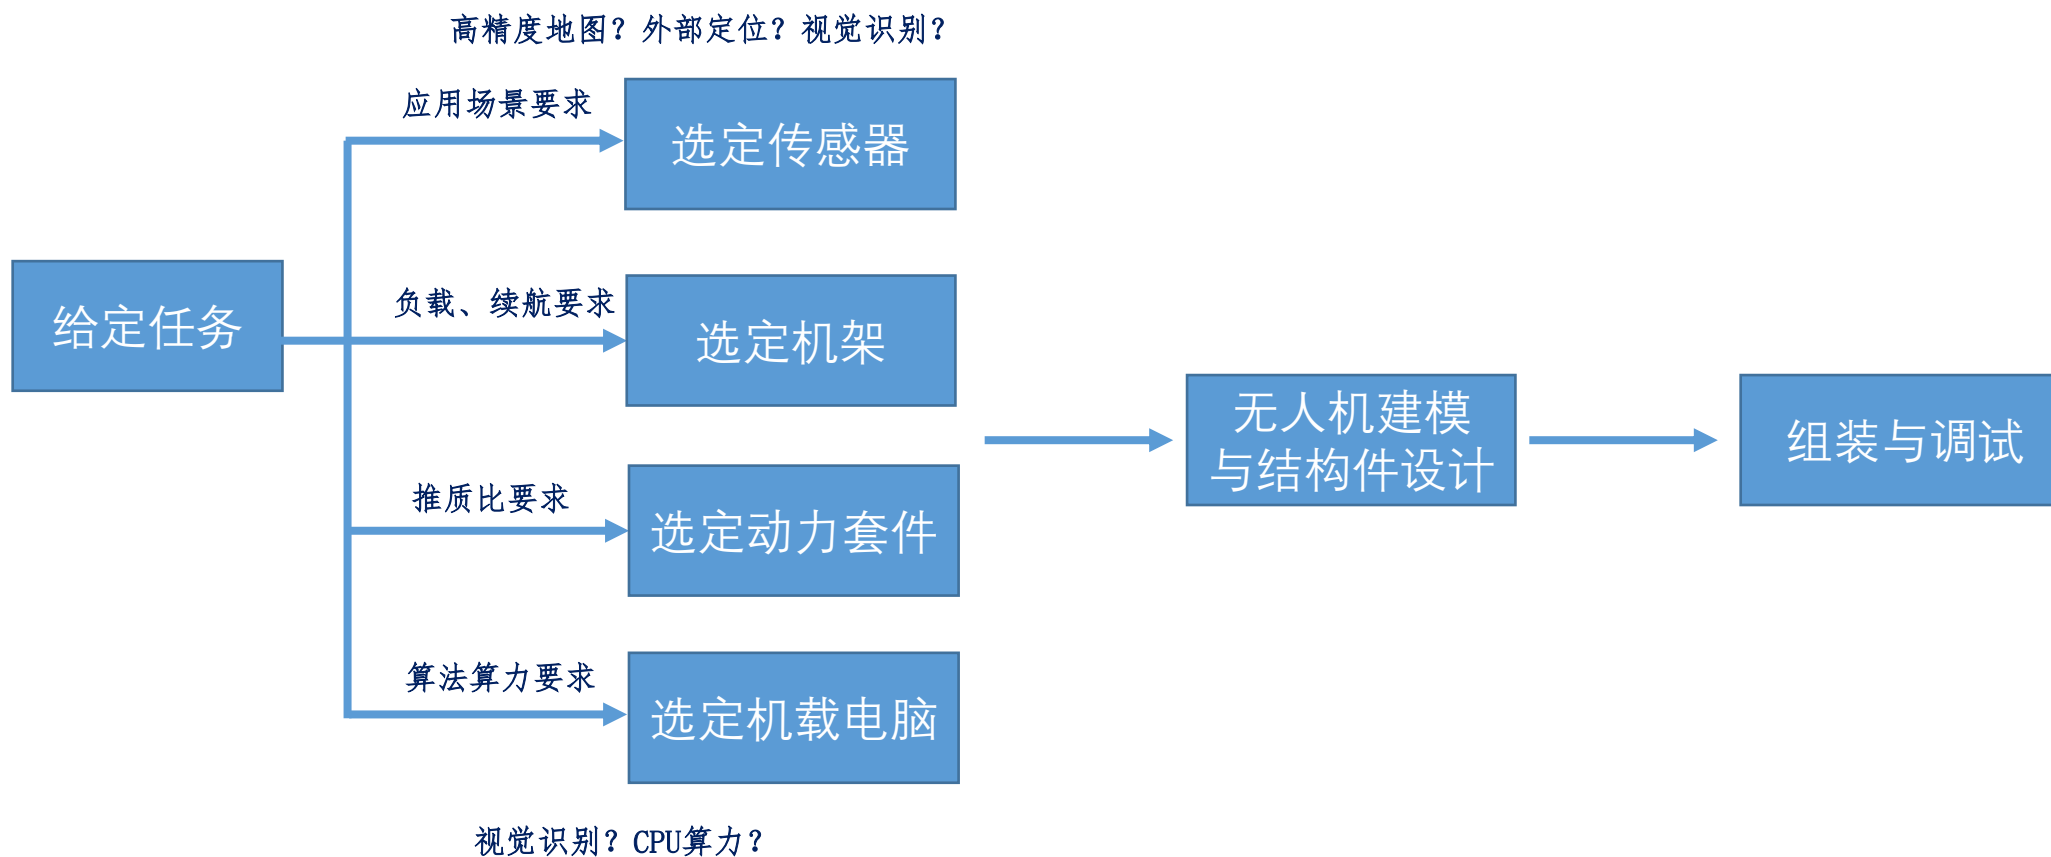 高精度地图？外部定位？视觉识别？
应用场景要求
选定传感器
给定任务
负载、续航要求
选定机架
推质比要求
选定动力套件
算法算力要求
选定机载电脑
视觉识别？CPU算力？
无人机建模
与结构件设计
组装与调试